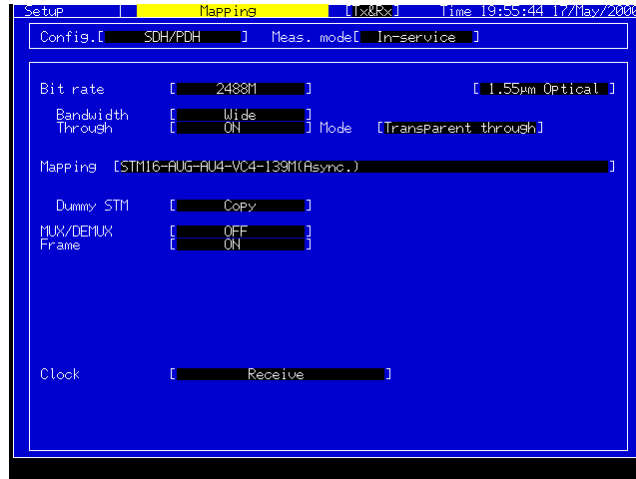 Setup | Mapping [Tx&Rx] Time 19:55:44 17/May/2000
Config.[ SDH/PDH ] Meas. mode[ In-service ]
Bit rate [ 2488M ] [ 1.55µm Optical ]
Bandwidth [ Wide ]
Through [ ON ] Mode [Transparent through]
Mapping [STM16-AUG-AU4-VC4-139M(Async.) ]
Dummy STM [ Copy ]
MUX/DEMUX [ OFF ]
Frame [ ON ]
Clock [ Receive ]